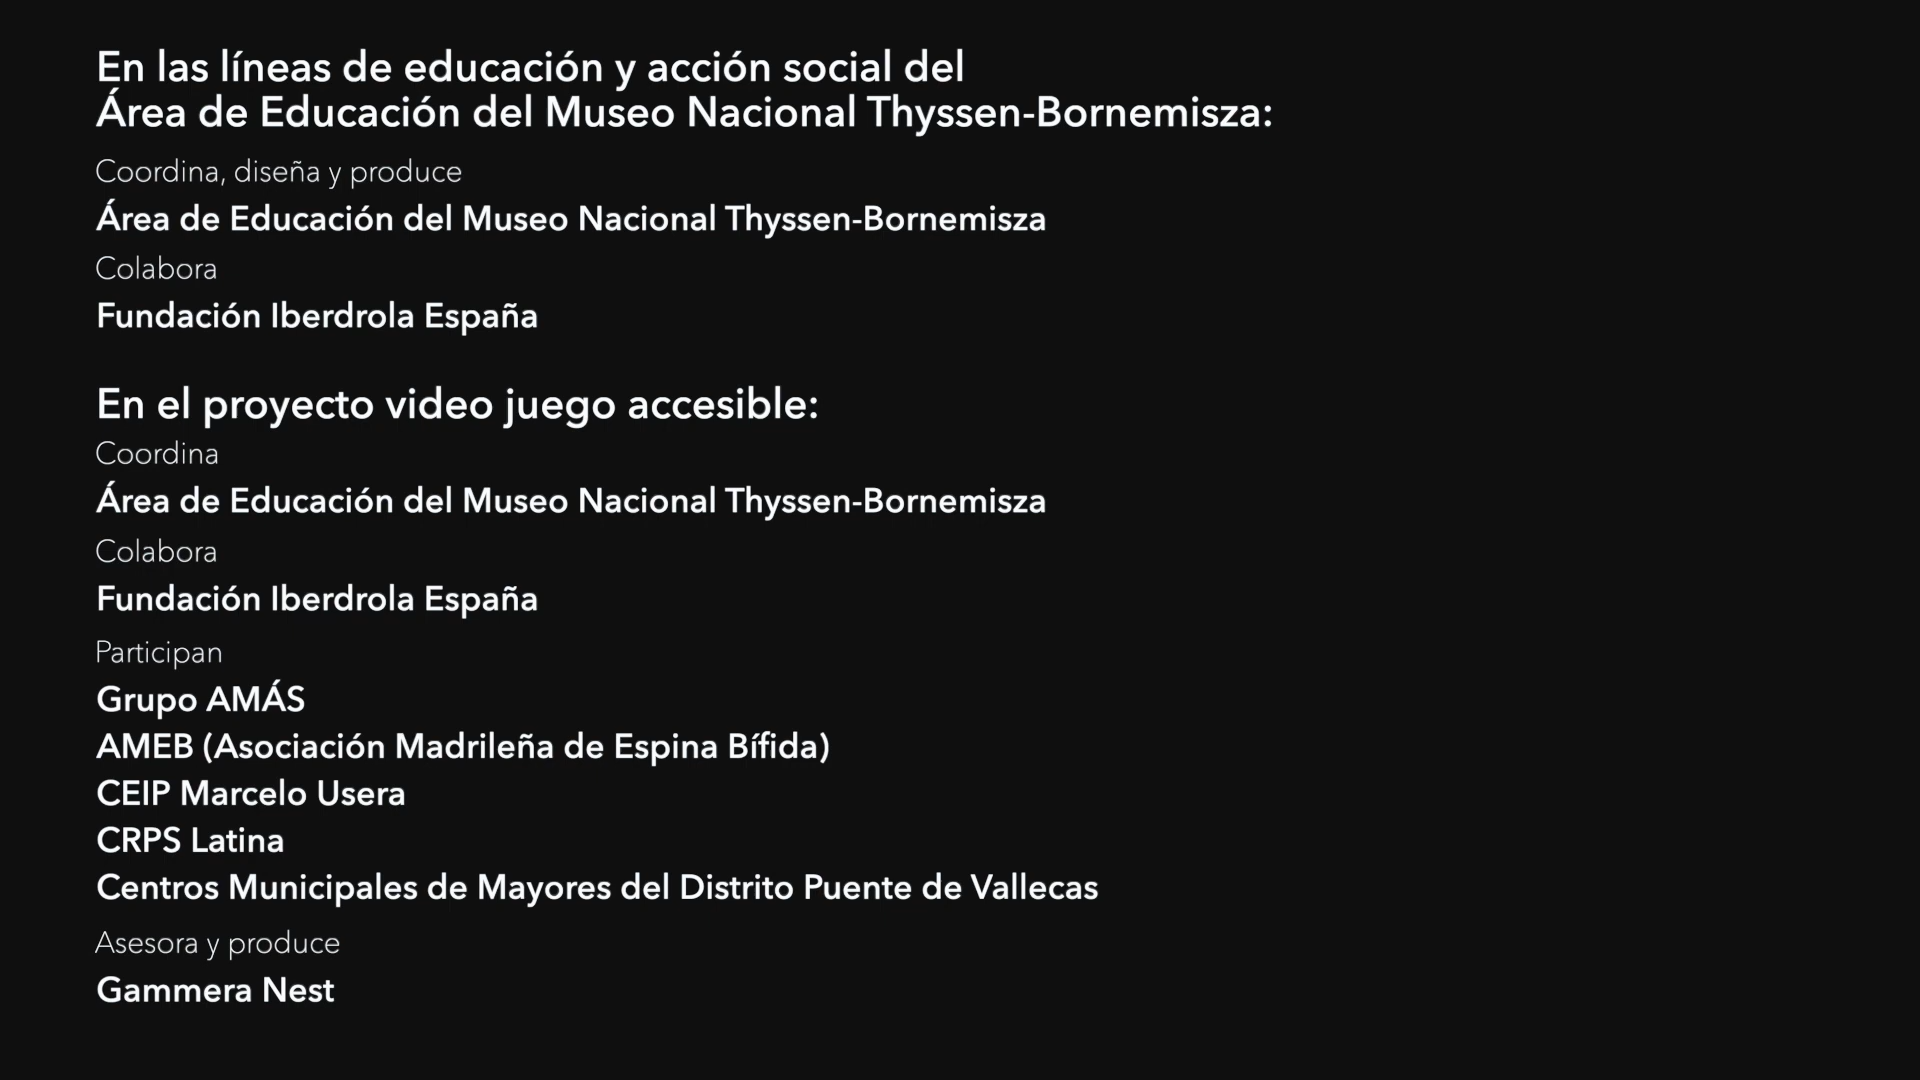 En las líneas de educación y acción social del
Área de Educación del Museo Nacional Thyssen-Bornemisza:
Coordina, diseña y produce
Área de Educación del Museo Nacional Thyssen-Bornemisza
Colabora
Fundación Iberdrola España
En el proyecto video juego accesible:
Coordina
Área de Educación del Museo Nacional Thyssen-Bornemisza
Colabora
Fundación Iberdrola España
Participan
Grupo AMÁS
AMEB (Asociación Madrileña de Espina Bífida)
CEIP Marcelo Usera
CRPS Latina
Centros Municipales de Mayores del Distrito Puente de Vallecas
Asesora y produce
Gammera Nest